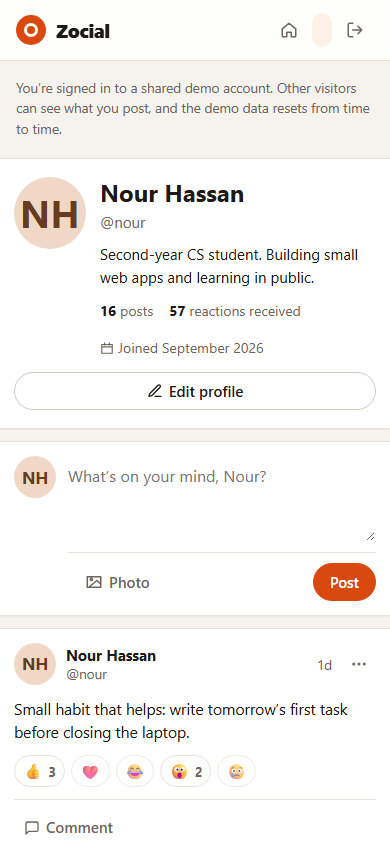 Zocial
You're signed in to a shared demo account. Other visitors
can see what you post, and the demo data resets from time
to time.
NH
Nour Hassan
@nour
Second-year CS student. Building small
web apps and learning in public.
16 posts 57 reactions received
Joined September 2026
Edit profile
NH
What's on your mind, Nour?
Photo
Post
NH
Nour Hassan
@nour
1d
Small habit that helps: write tomorrow's first task
before closing the laptop.
3
2
Comment